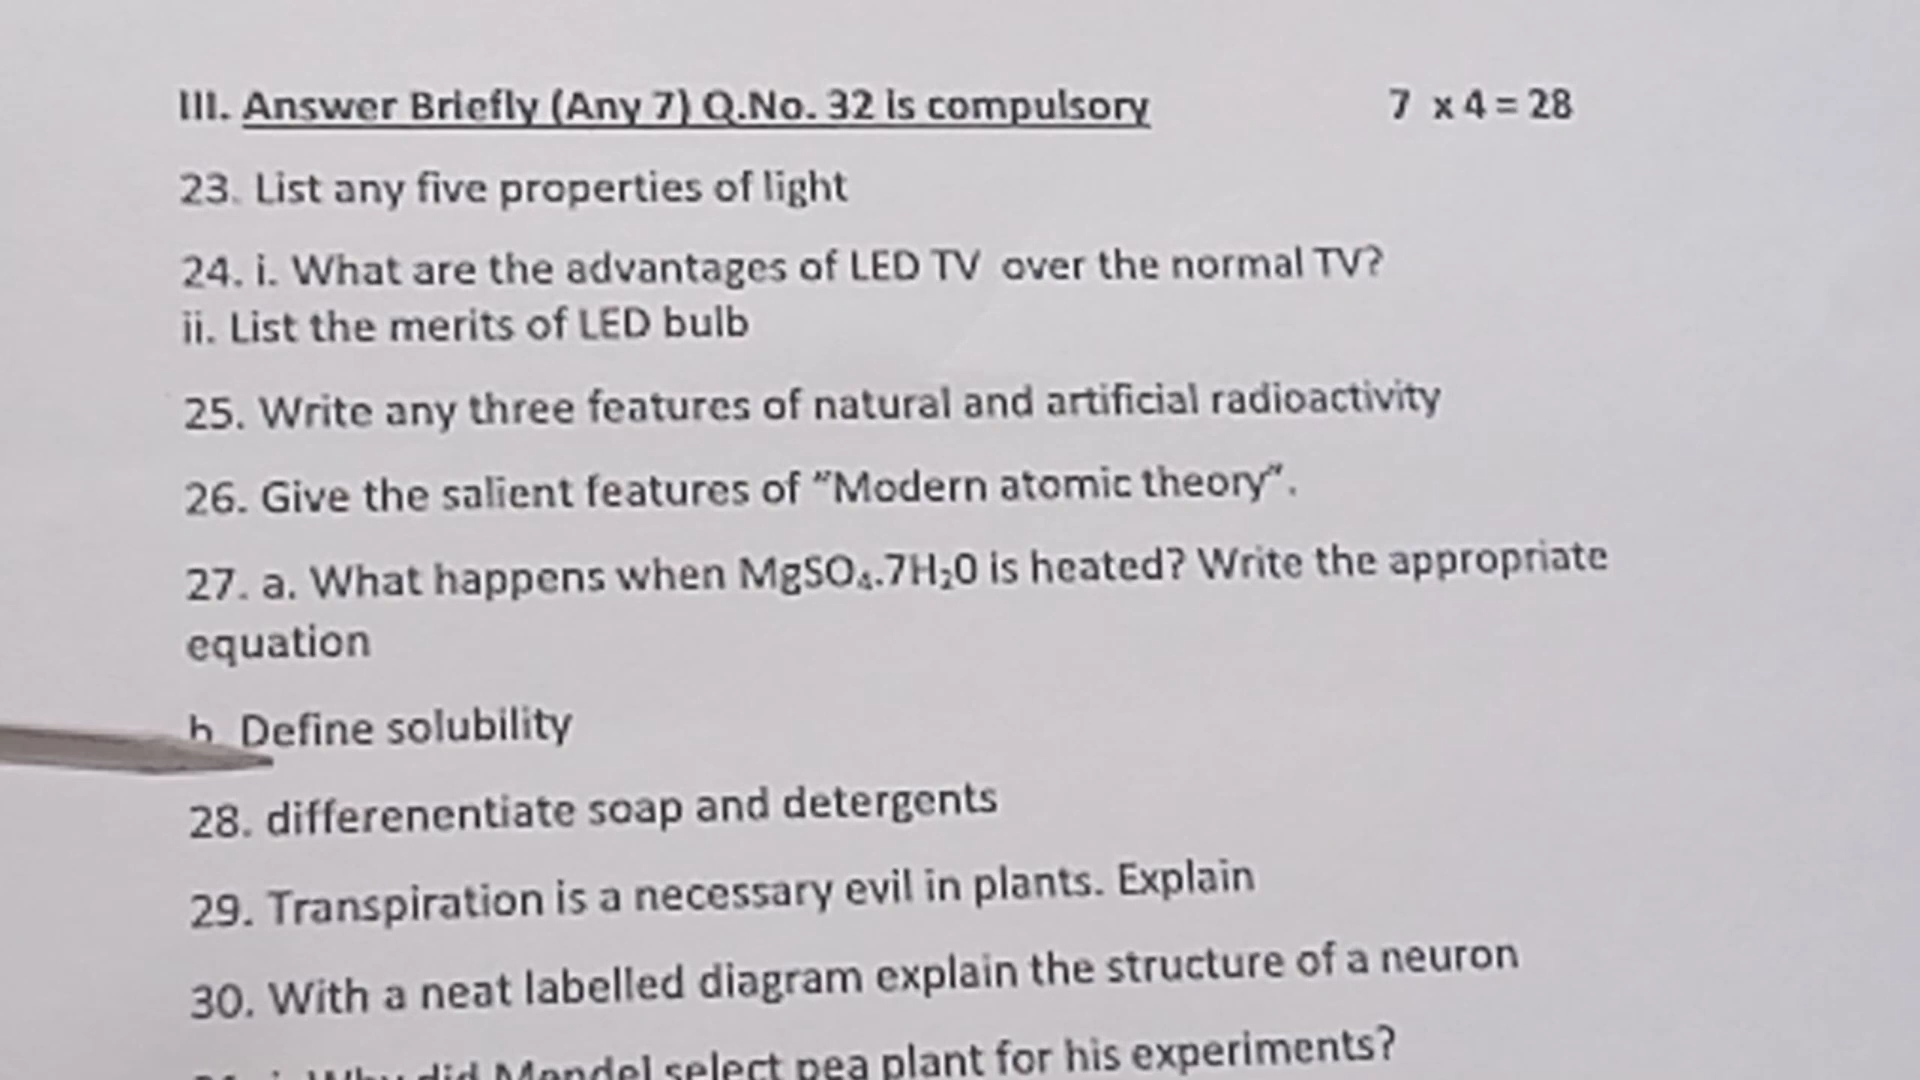 III. Answer Briefly (Any 7) Q.No. 32 is compulsory 7 x 4 = 28
23. List any five properties of light
24. i. What are the advantages of LED TV over the normal TV?
ii. List the merits of LED bulb
25. Write any three features of natural and artificial radioactivity
26. Give the salient features of "Modern atomic theory".
27. a. What happens when MgSO₄.7H₂0 is heated? Write the appropriate
equation
b. Define solubility
28. differenentiate soap and detergents
29. Transpiration is a necessary evil in plants. Explain
30. With a neat labelled diagram explain the structure of a neuron
i. Why did Mendel select pea plant for his experiments?